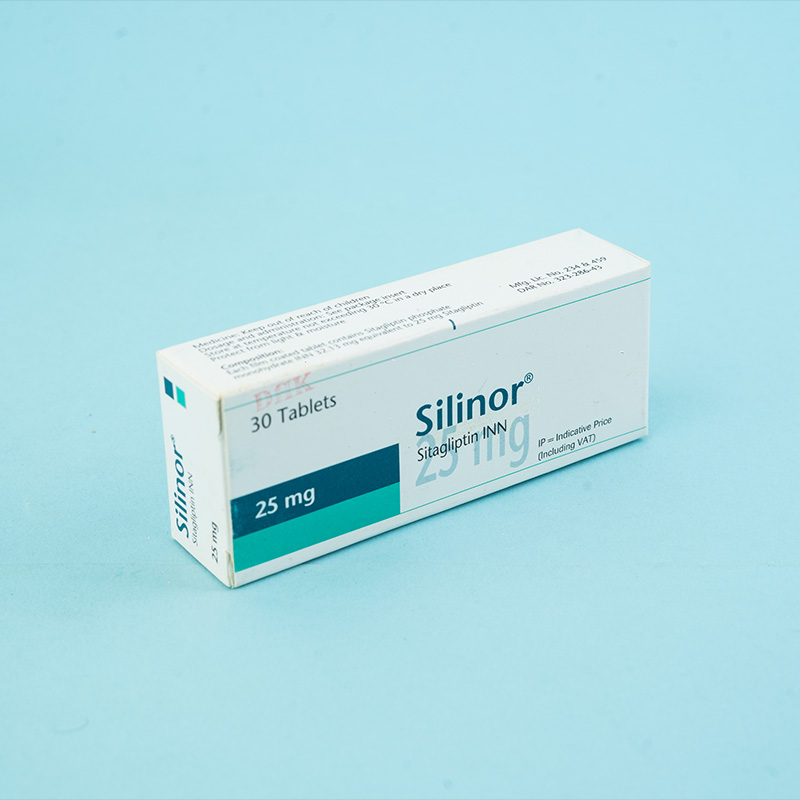 Medicine: Keep out of reach of children
Dosage and administration: See package insert
Store at temperature not exceeding 30 °C in a dry place
Protect from light & moisture
Composition:
Each film coated tablet contains Sitagliptin phosphate
monohydrate INN 32.13 mg equivalent to 25 mg Sitagliptin
Mfg. Lic. No. 234 & 459
DAR No. 323-286-43
30 Tablets
25 mg
Silinor®
Sitagliptin INN
25 mg
IP = Indicative Price
(Including VAT)
Silinor®
Sitagliptin INN
25 mg